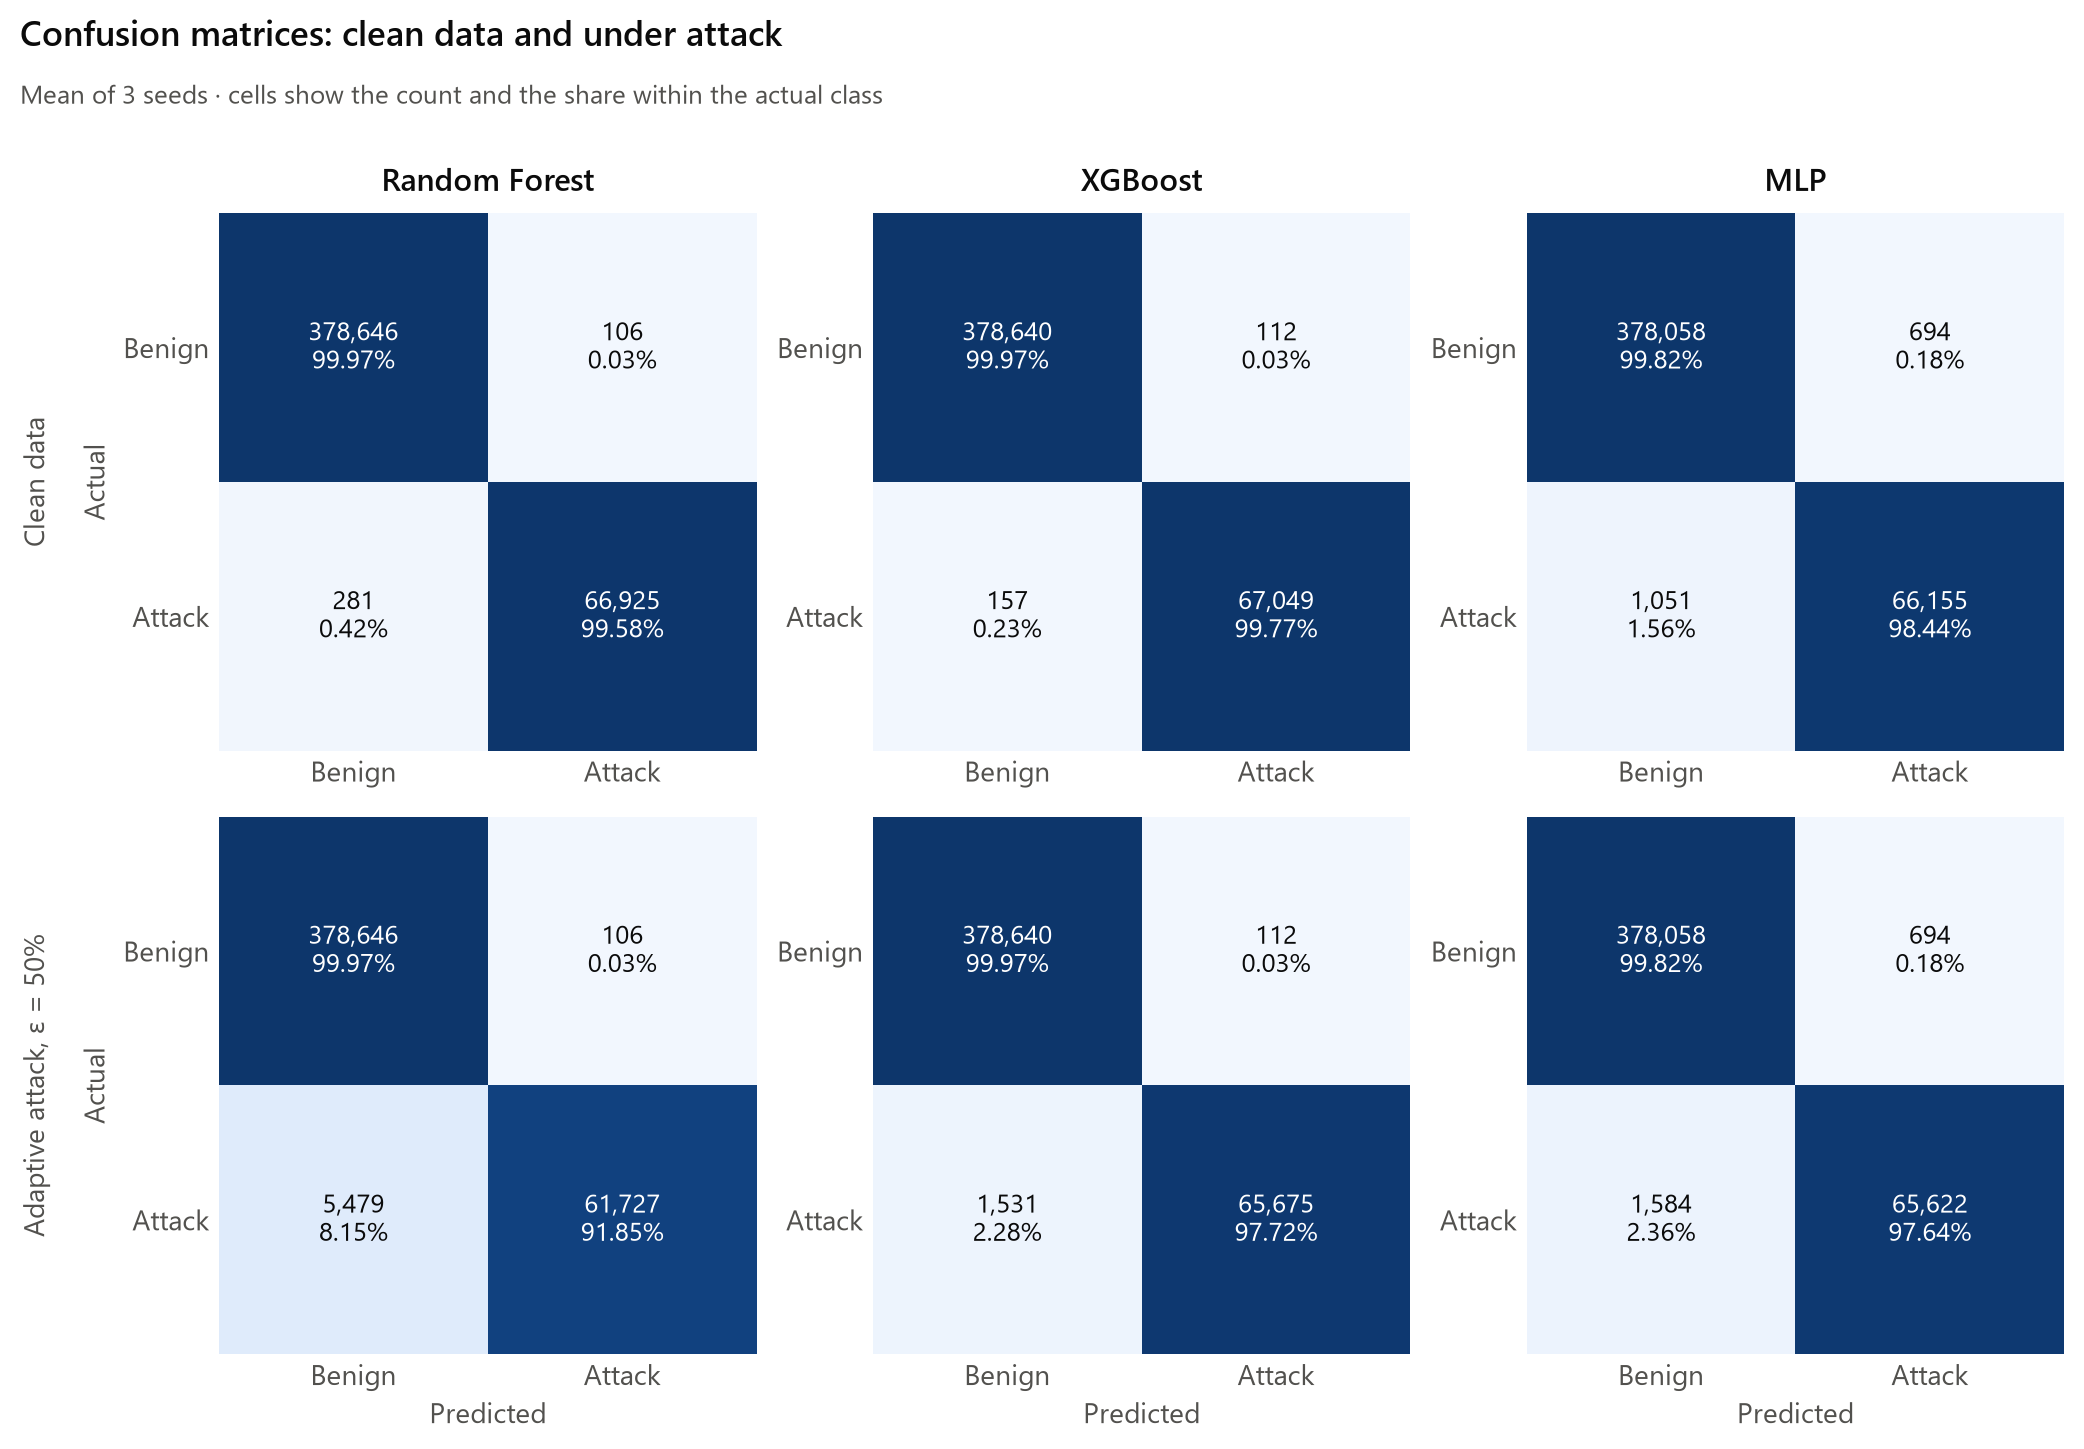 Confusion matrices: clean data and under attack
Mean of 3 seeds · cells show the count and the share within the actual class
Random Forest
XGBoost
MLP
Clean data
Actual
Benign
378,646
99.97%
106
0.03%
Attack
281
0.42%
66,925
99.58%
Benign
Attack
Benign
378,640
99.97%
112
0.03%
Attack
157
0.23%
67,049
99.77%
Benign
Attack
Benign
378,058
99.82%
694
0.18%
Attack
1,051
1.56%
66,155
98.44%
Benign
Attack
Adaptive attack, ε = 50%
Actual
Benign
378,646
99.97%
106
0.03%
Attack
5,479
8.15%
61,727
91.85%
Benign
Attack
Predicted
Benign
378,640
99.97%
112
0.03%
Attack
1,531
2.28%
65,675
97.72%
Benign
Attack
Predicted
Benign
378,058
99.82%
694
0.18%
Attack
1,584
2.36%
65,622
97.64%
Benign
Attack
Predicted